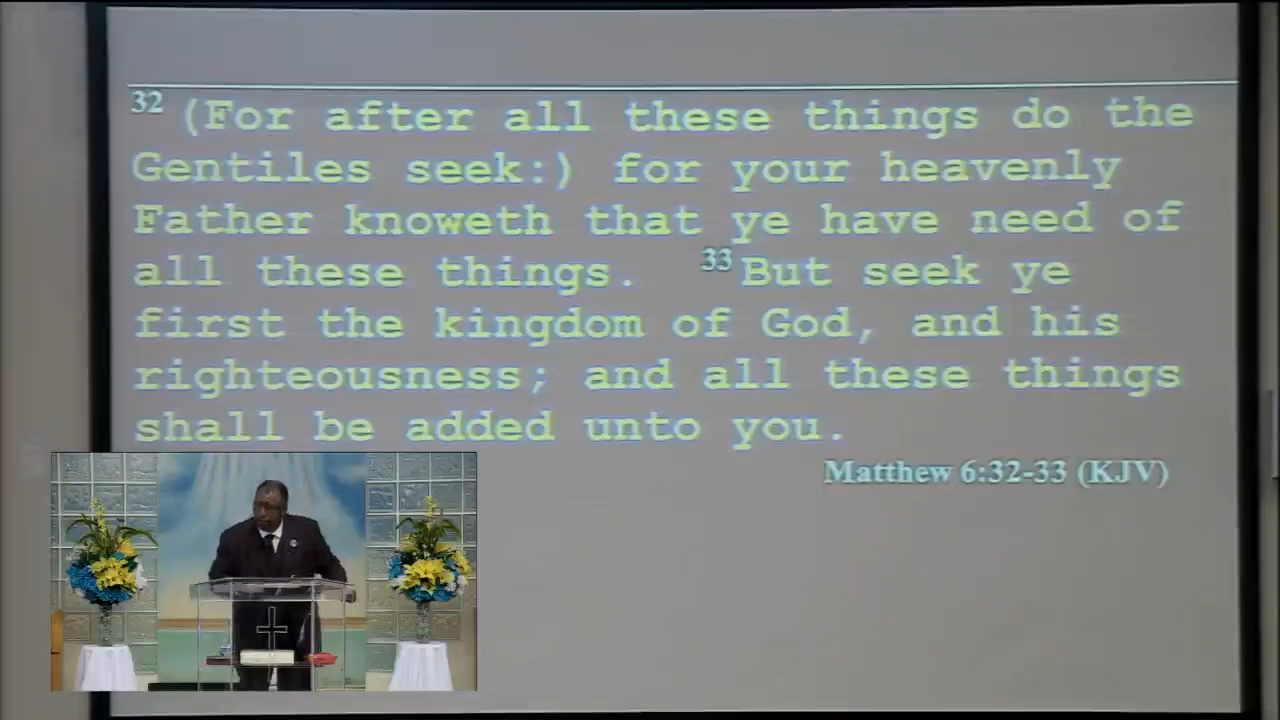 32 (For after all these things do the
Gentiles seek:) for your heavenly
Father knoweth that ye have need of
all these things. 33 But seek ye
first the kingdom of God, and his
righteousness; and all these things
shall be added unto you.
Matthew 6:32-33 (KJV)